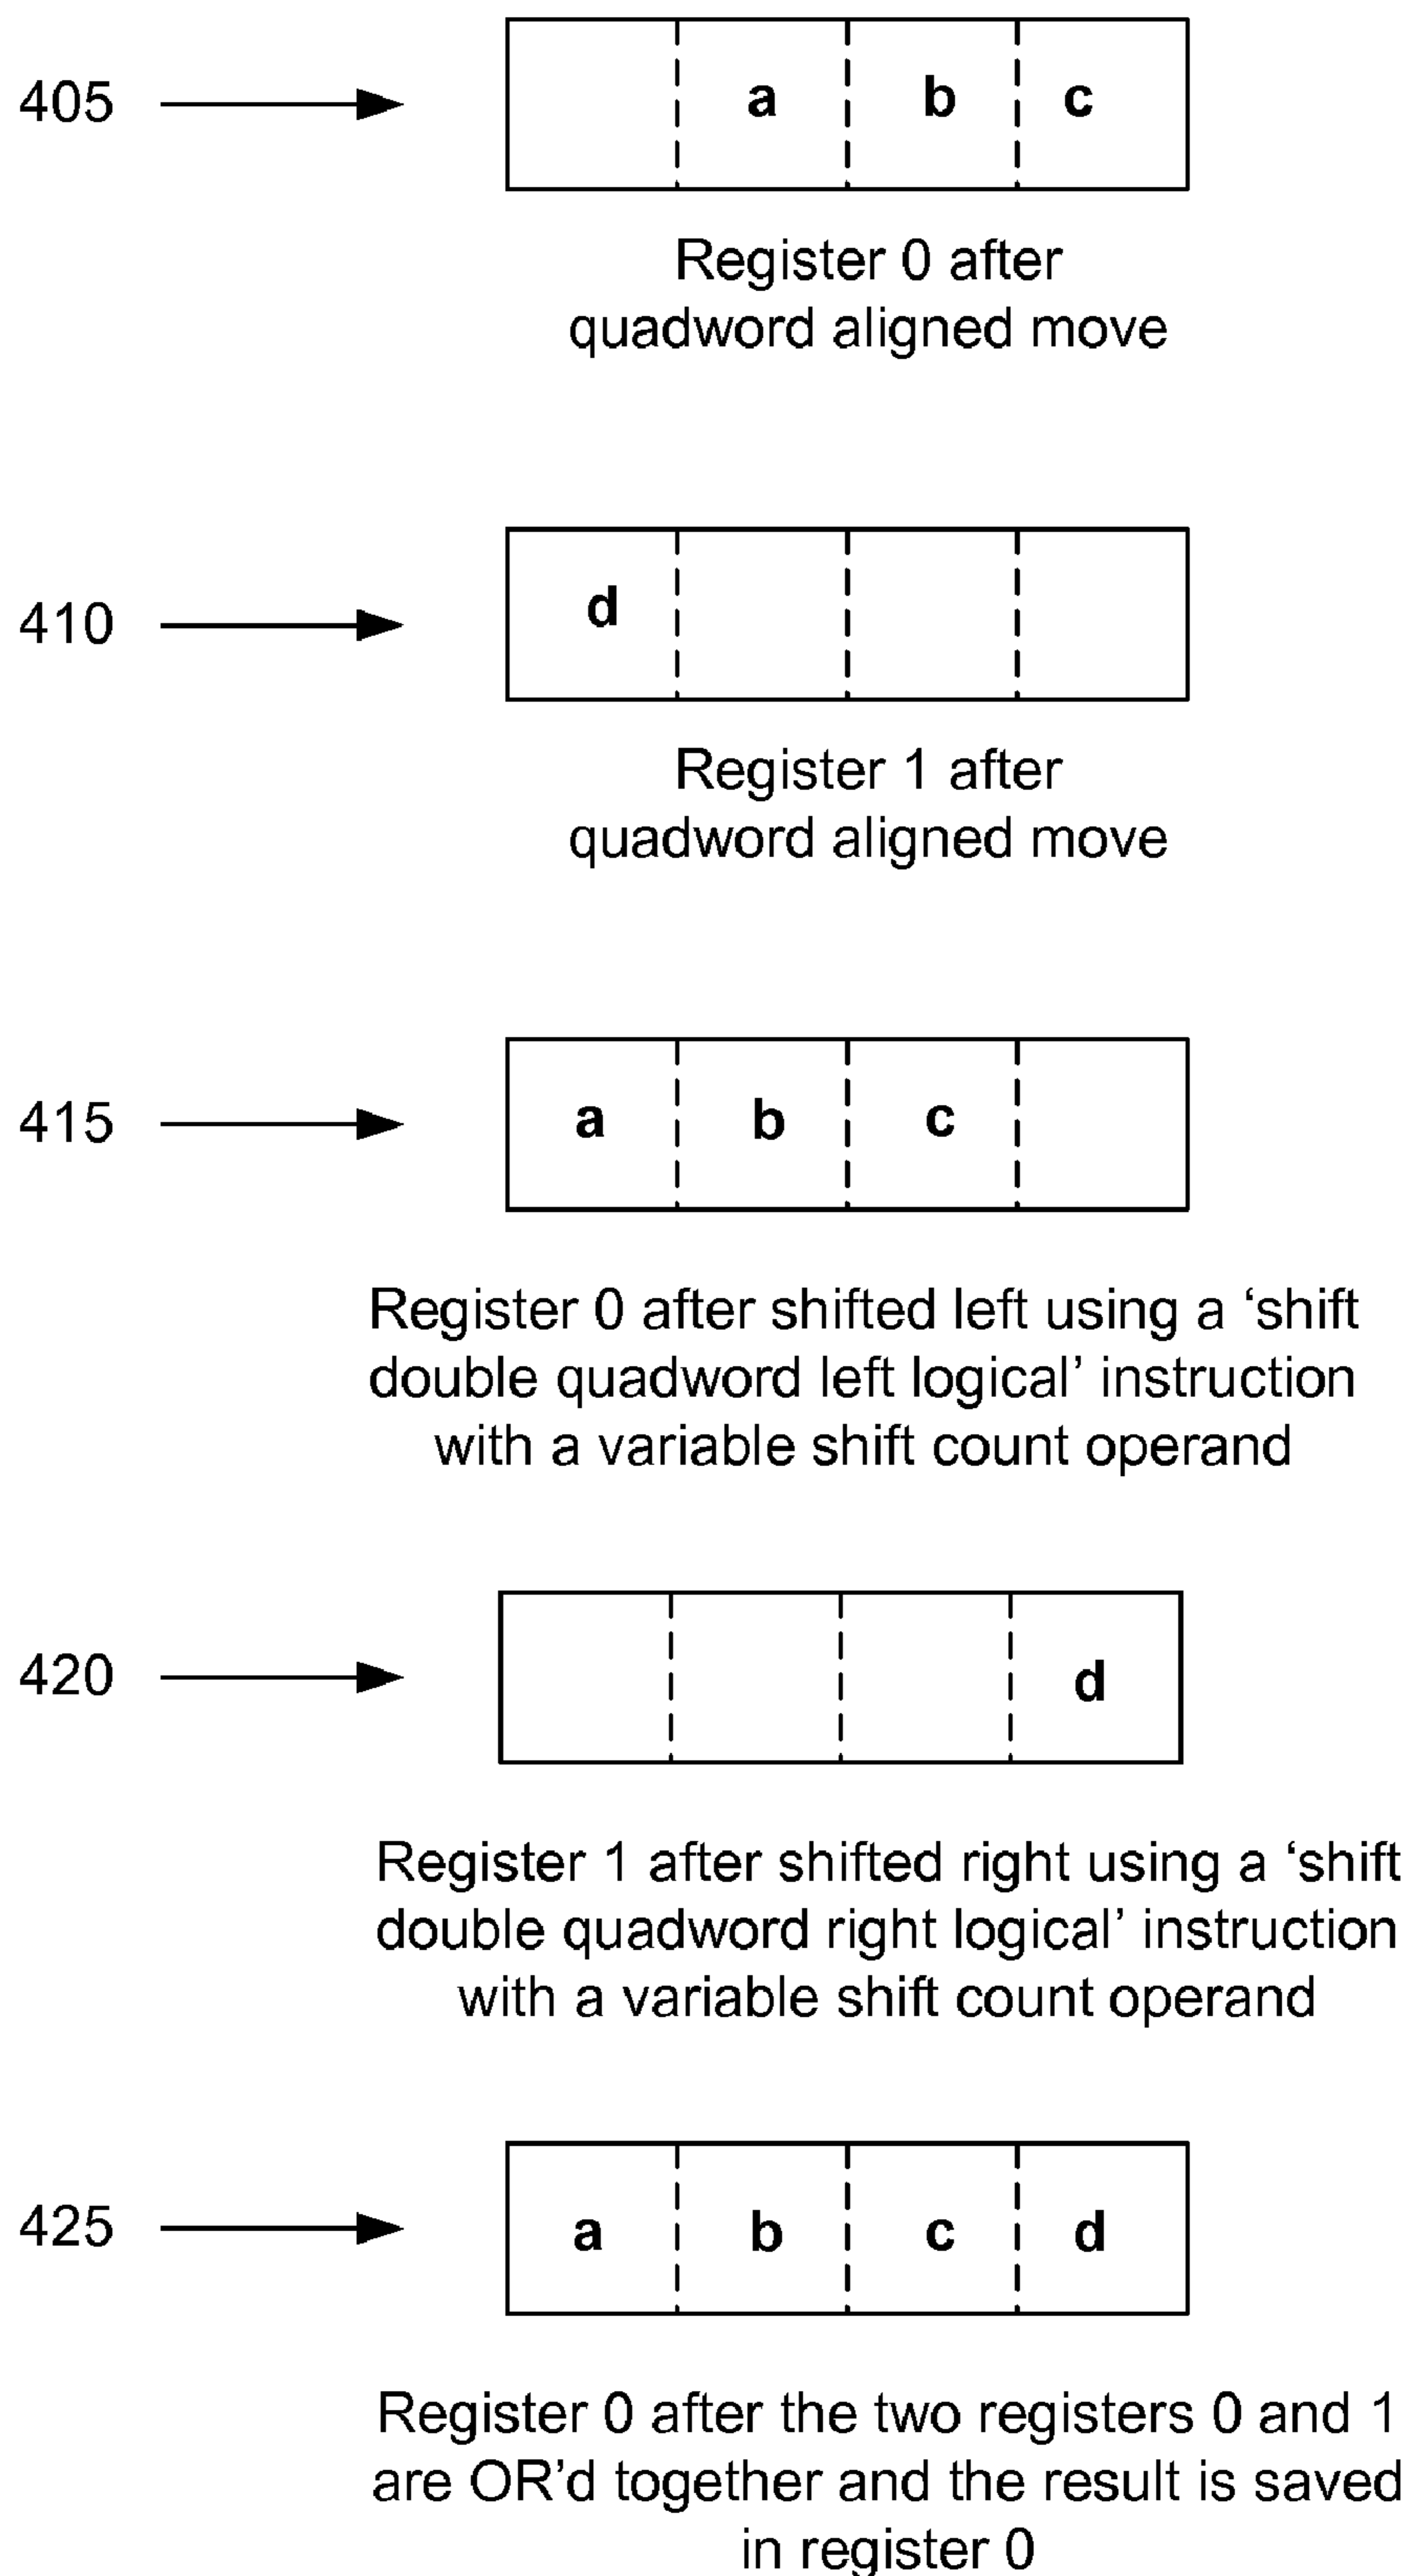 405 a b c
Register 0 after
quadword aligned move
410 d
Register 1 after
quadword aligned move
415 a b c
Register 0 after shifted left using a ‘shift
double quadword left logical’ instruction
with a variable shift count operand
420 d
Register 1 after shifted right using a ‘shift
double quadword right logical’ instruction
with a variable shift count operand
425 a b c d
Register 0 after the two registers 0 and 1
are OR’d together and the result is saved
in register 0